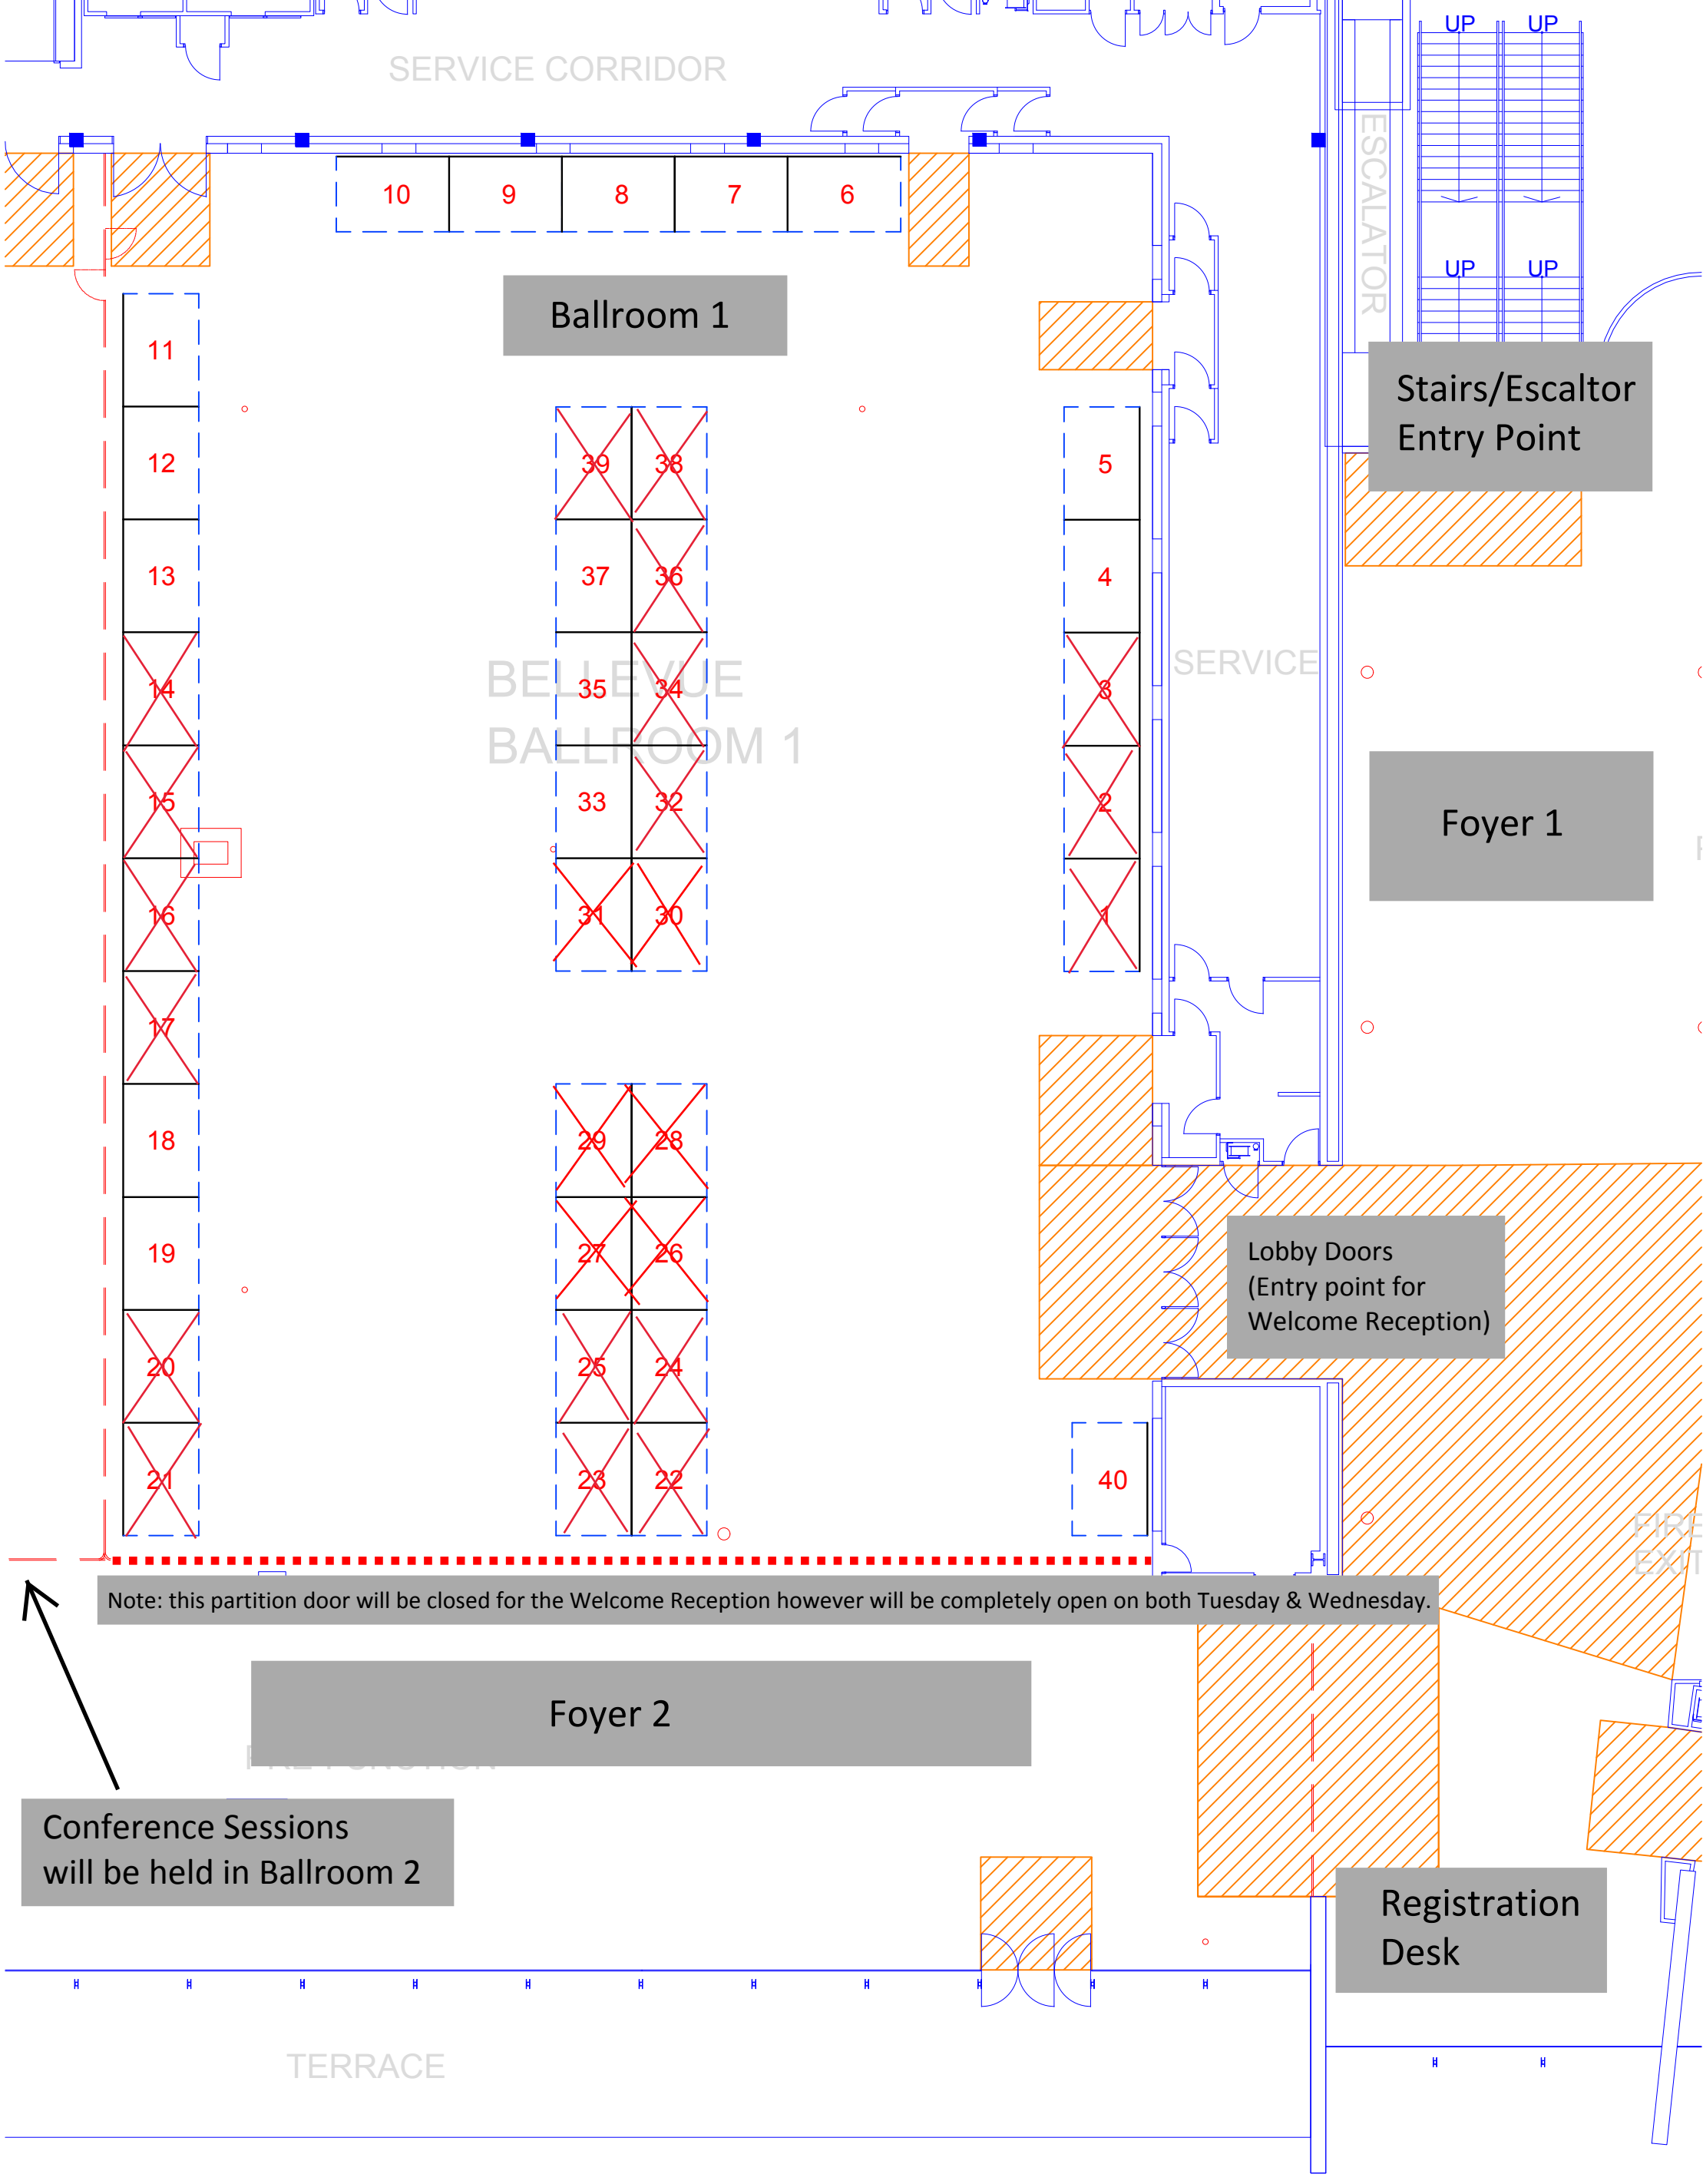 UP
UP
SERVICE CORRIDOR
ESCALATOR
10
9
8
7
6
UP
UP
Ballroom 1
11
Stairs/Escaltor
Entry Point
12
39
38
5
13
37
36
4
BELLEVUE
BALLROOM 1
SERVICE
14
35
34
3
15
33
32
2
Foyer 1
16
31
30
1
17
18
29
28
19
27
26
Lobby Doors
(Entry point for
Welcome Reception)
20
25
24
21
23
22
40
FIRE
EXIT
Note: this partition door will be closed for the Welcome Reception however will be completely open on both Tuesday & Wednesday.
Foyer 2
Conference Sessions
will be held in Ballroom 2
Registration
Desk
TERRACE